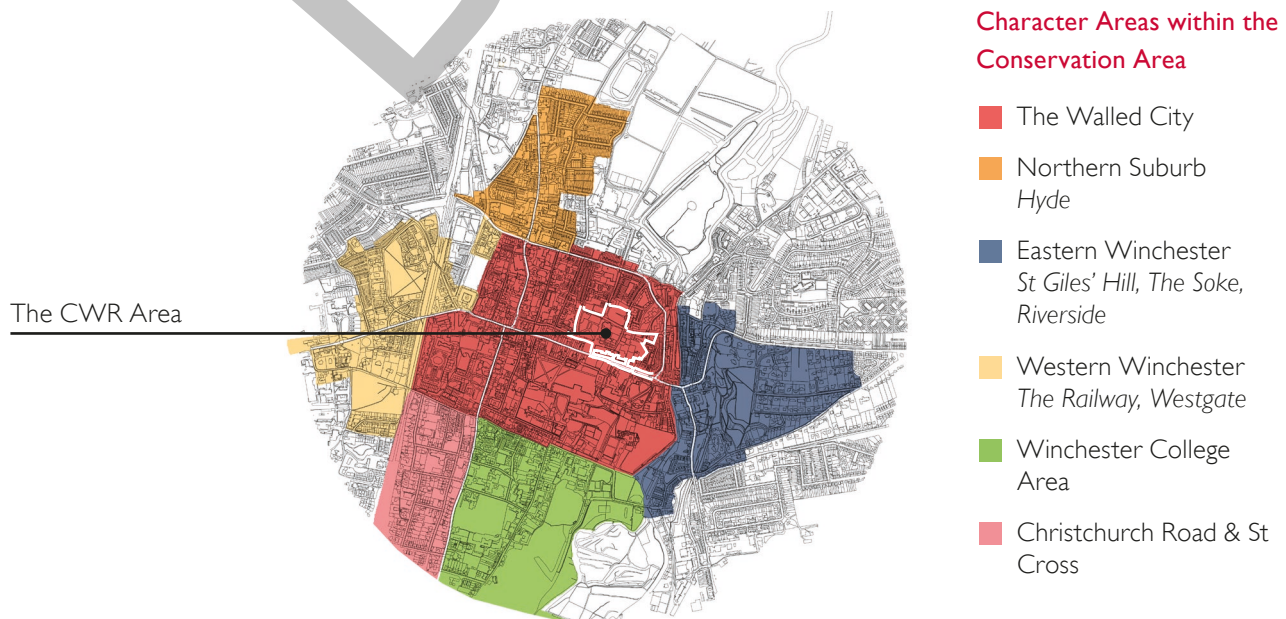 Character Areas within the
Conservation Area
The Walled City
Northern Suburb
Hyde
Eastern Winchester
St Giles' Hill, The Soke,
Riverside
The CWR Area
Western Winchester
The Railway, Westgate
Winchester College
Area
Christchurch Road & St
Cross